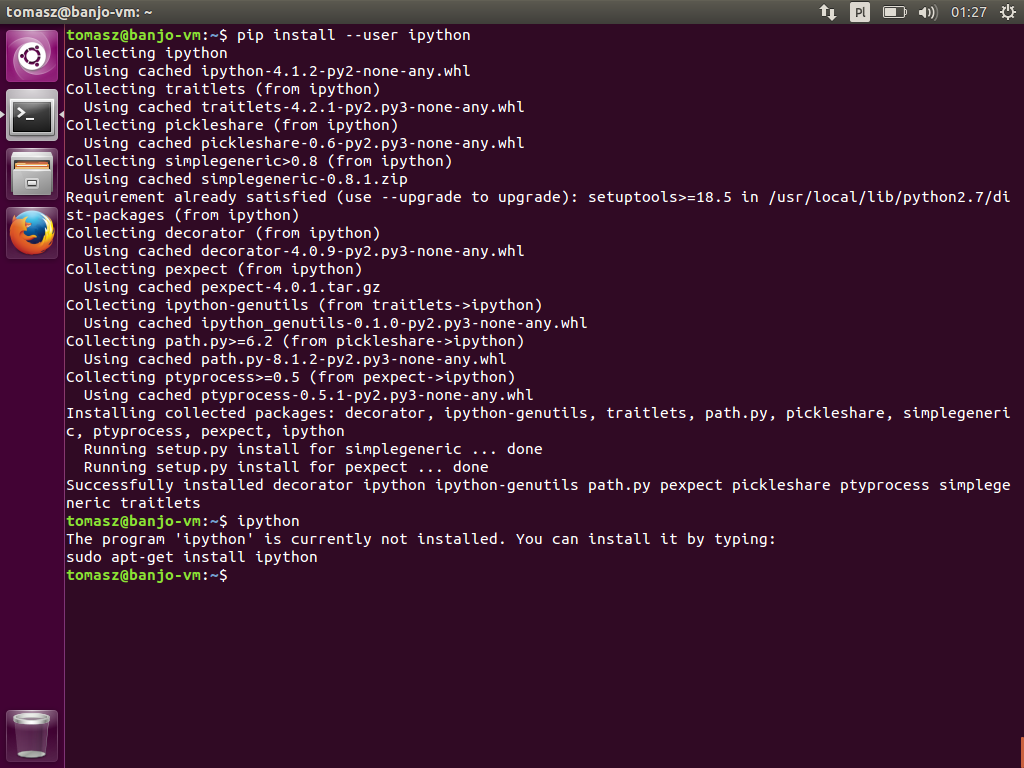 tomasz@banjo-vm: ~
Pl
01:27
tomasz@banjo-vm:~$ pip install --user ipython
Collecting ipython
  Using cached ipython-4.1.2-py2-none-any.whl
Collecting traitlets (from ipython)
  Using cached traitlets-4.2.1-py2.py3-none-any.whl
Collecting pickleshare (from ipython)
  Using cached pickleshare-0.6-py2.py3-none-any.whl
Collecting simplegeneric>0.8 (from ipython)
  Using cached simplegeneric-0.8.1.zip
Requirement already satisfied (use --upgrade to upgrade): setuptools>=18.5 in /usr/local/lib/python2.7/di
st-packages (from ipython)
Collecting decorator (from ipython)
  Using cached decorator-4.0.9-py2.py3-none-any.whl
Collecting pexpect (from ipython)
  Using cached pexpect-4.0.1.tar.gz
Collecting ipython-genutils (from traitlets->ipython)
  Using cached ipython_genutils-0.1.0-py2.py3-none-any.whl
Collecting path.py>=6.2 (from pickleshare->ipython)
  Using cached path.py-8.1.2-py2.py3-none-any.whl
Collecting ptyprocess>=0.5 (from pexpect->ipython)
  Using cached ptyprocess-0.5.1-py2.py3-none-any.whl
Installing collected packages: decorator, ipython-genutils, traitlets, path.py, pickleshare, simplegeneri
c, ptyprocess, pexpect, ipython
  Running setup.py install for simplegeneric ... done
  Running setup.py install for pexpect ... done
Successfully installed decorator ipython ipython-genutils path.py pexpect pickleshare ptyprocess simplege
neric traitlets
tomasz@banjo-vm:~$ ipython
The program 'ipython' is currently not installed. You can install it by typing:
sudo apt-get install ipython
tomasz@banjo-vm:~$